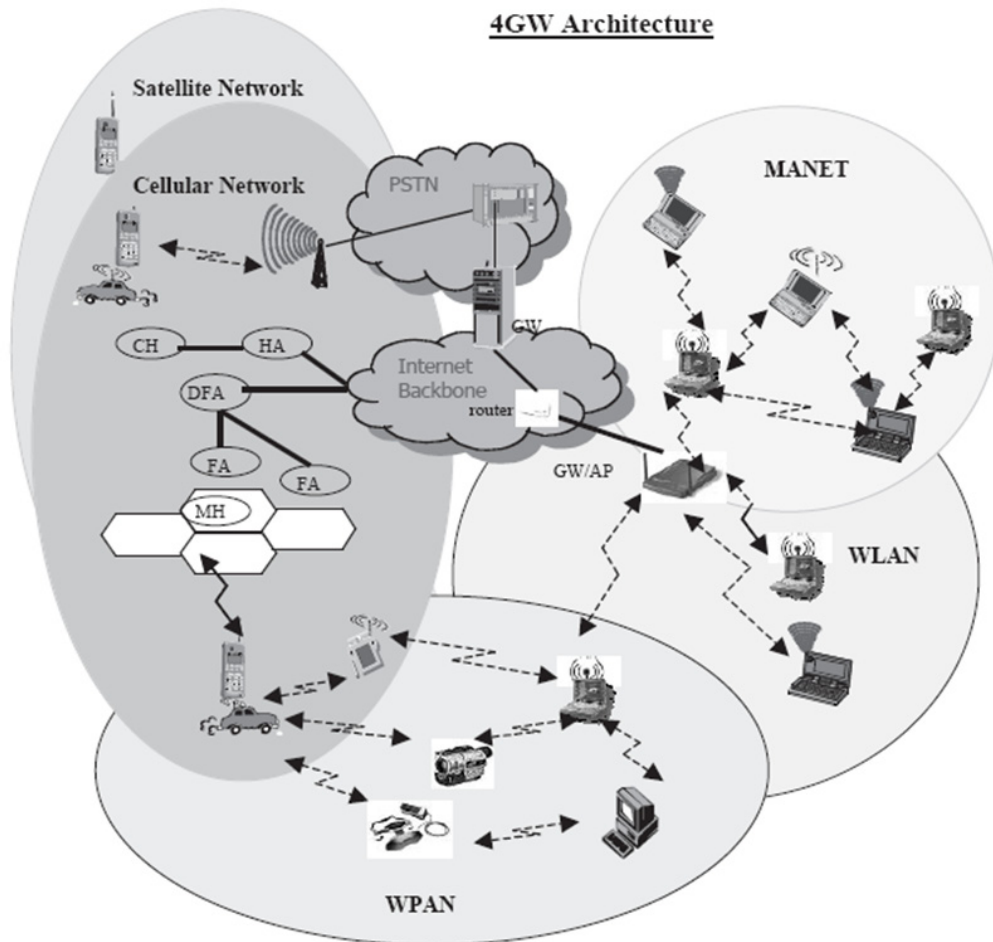 4GW Architecture
Satellite Network
Cellular Network
PSTN
MANET
GW
CH
HA
Internet
Backbone
DFA
router
FA
FA
GW/AP
MH
WLAN
WPAN